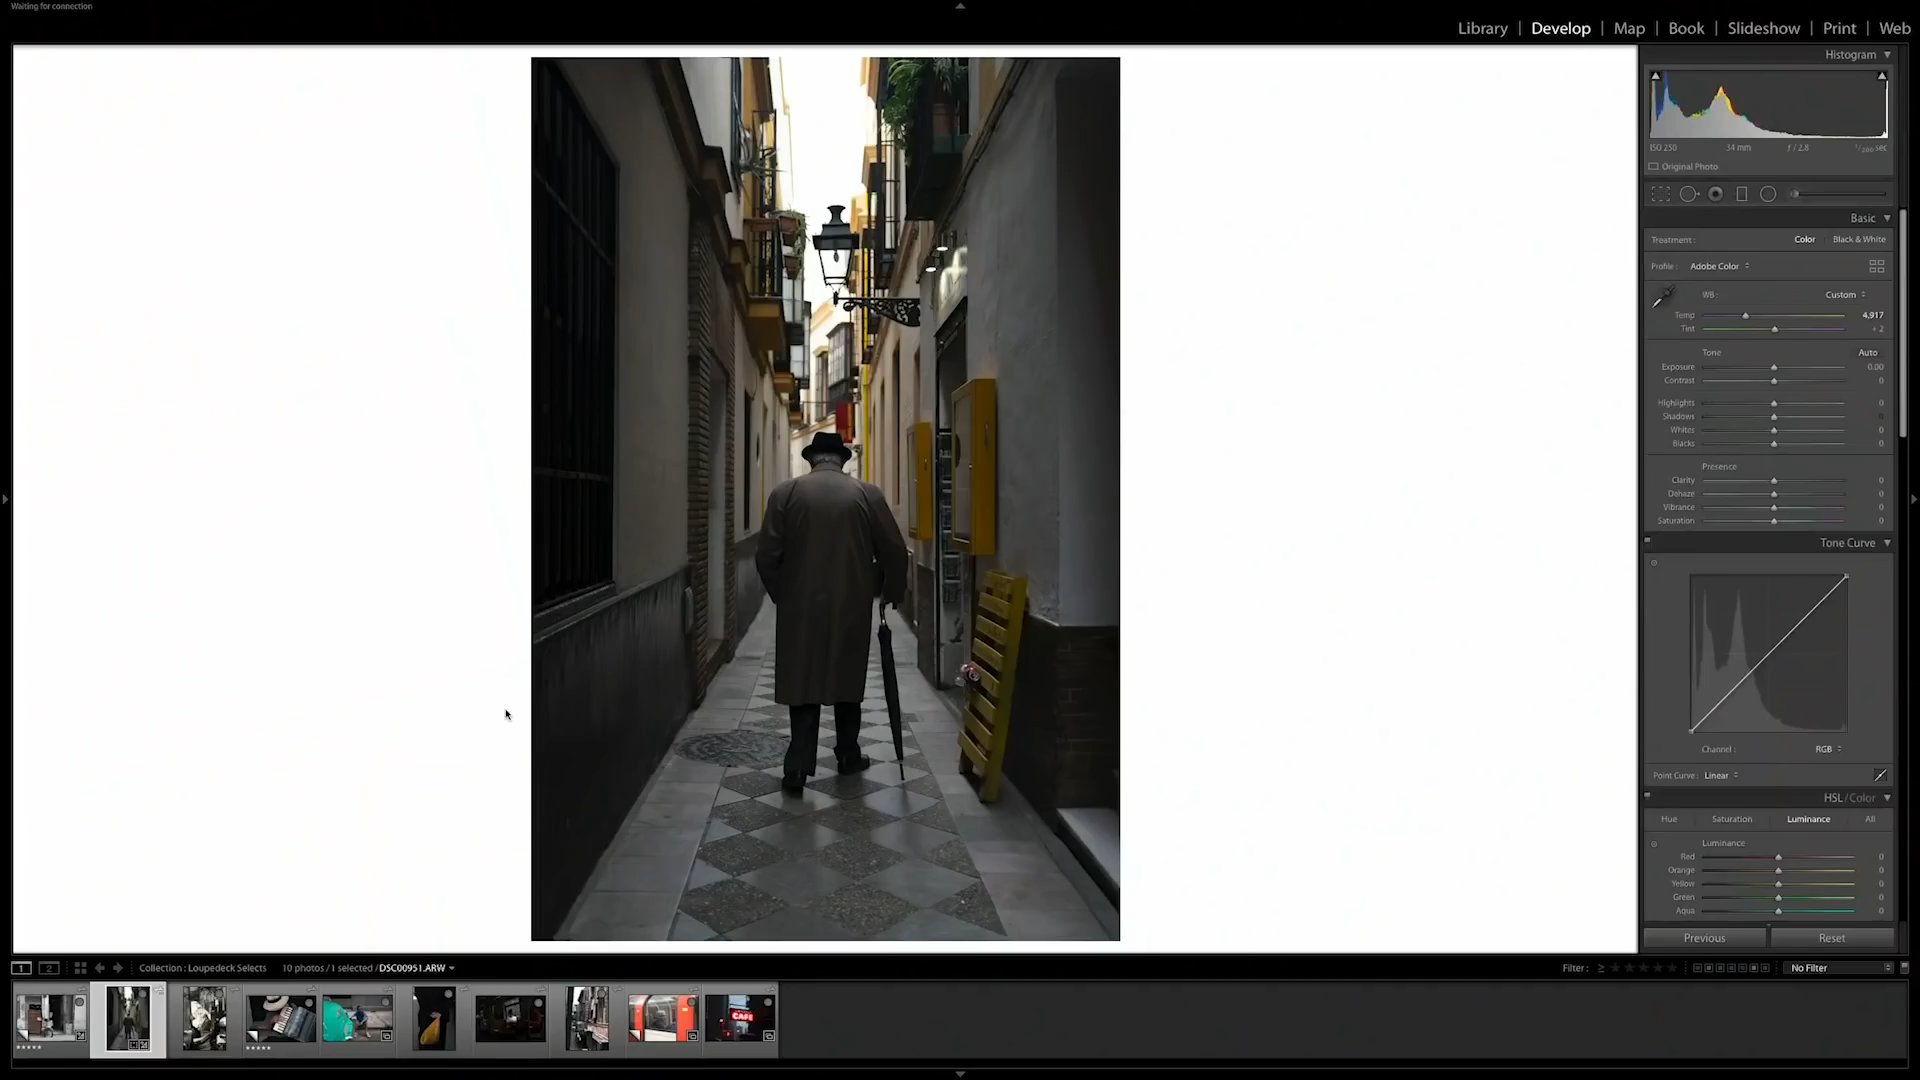 Waiting for connection
Library | Develop | Map | Book | Slideshow | Print | Web
Histogram
ISO 250 34 mm ƒ / 2.8 1/200 sec
Original Photo
Basic
Treatment : Color Black & White
Profile : Adobe Color
WB : Custom
Temp 4,917
Tint + 2
Tone Auto
Exposure 0.00
Contrast 0
Highlights 0
Shadows 0
Whites 0
Blacks 0
Presence
Clarity 0
Dehaze 0
Vibrance 0
Saturation 0
Tone Curve
Channel : RGB
Point Curve : Linear
HSL / Color
Hue Saturation Luminance All
Luminance
Red 0
Orange 0
Yellow 0
Green 0
Aqua 0
Previous Reset
1 2 Collection : Loupedeck Selects 10 photos / 1 selected / DSC00951.ARW Filter : ≥ ★★★★★ No Filter
CAFE